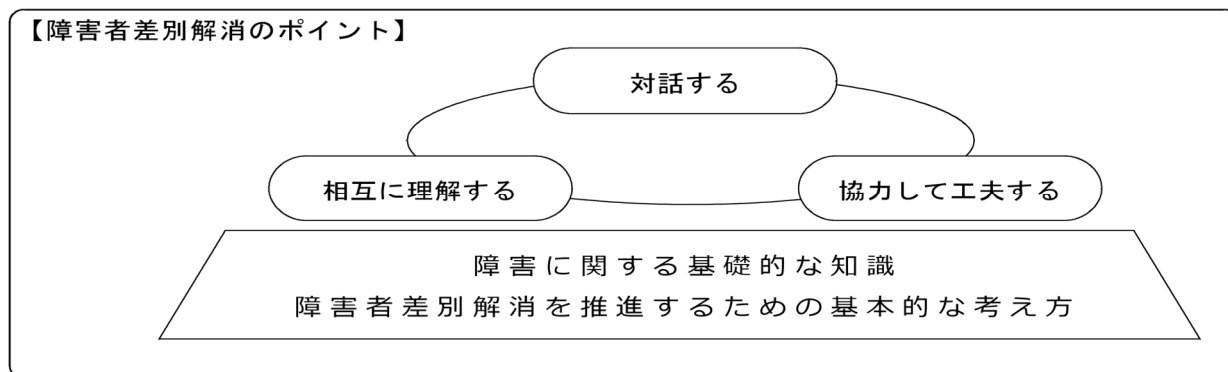 【障害者差別解消のポイント】
対話する
相互に理解する
協力して工夫する
障害に関する基礎的な知識
障害者差別解消を推進するための基本的な考え方